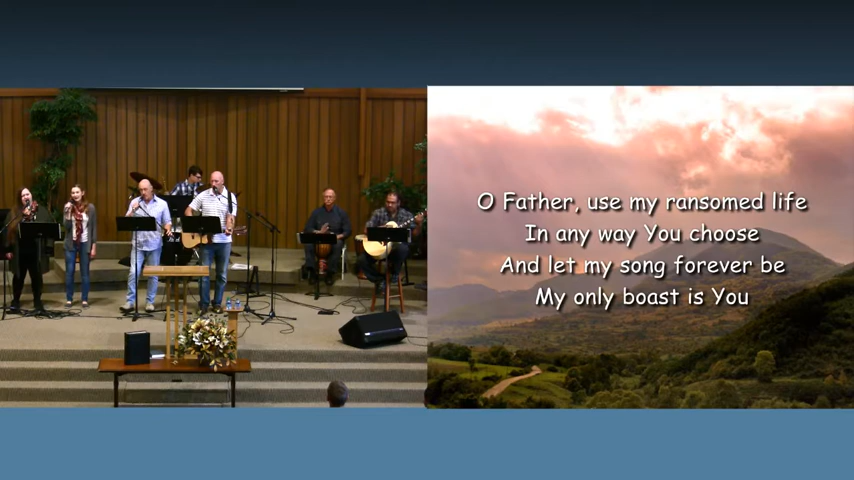 O Father, use my ransomed life
In any way You choose
And let my song forever be
My only boast is You